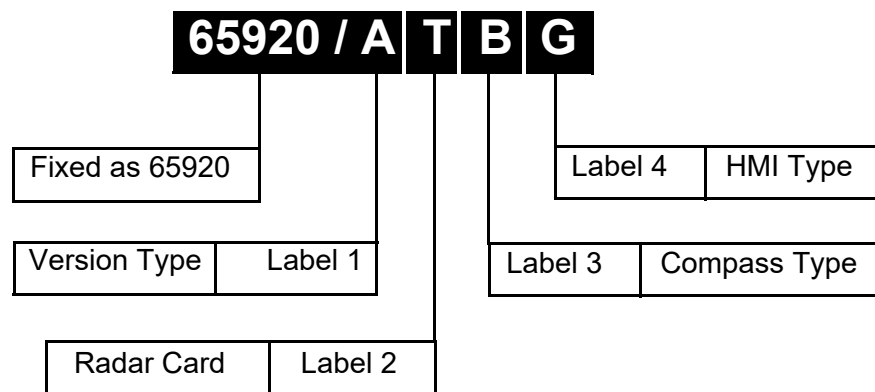 65920 / A T B G
Fixed as 65920
Label 4 HMI Type
Version Type Label 1
Label 3 Compass Type
Radar Card Label 2